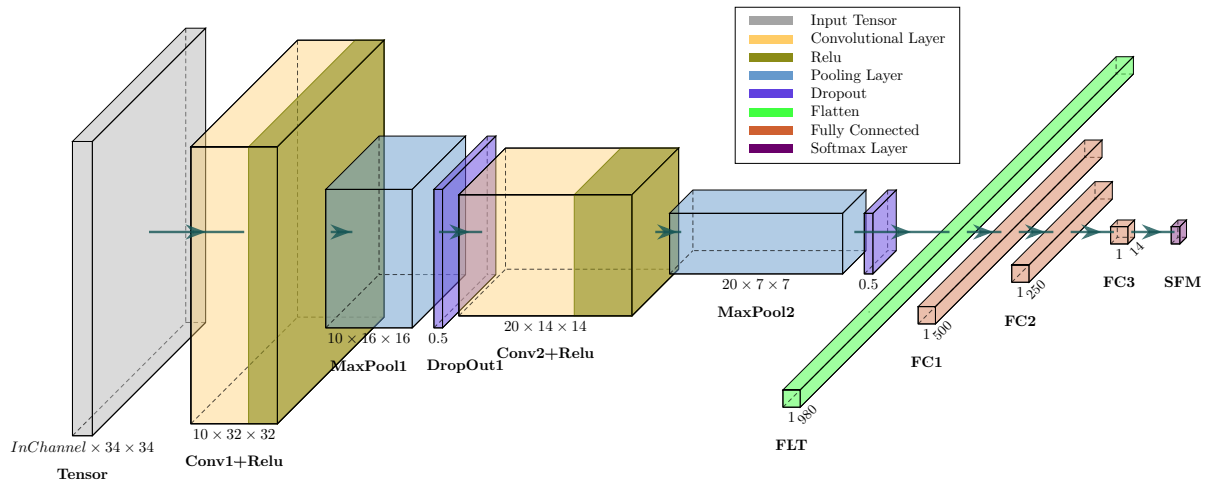 Input Tensor
Convolutional Layer
Relu
Pooling Layer
Dropout
Flatten
Fully Connected
Softmax Layer
InChannel × 34 × 34
Tensor
10 × 32 × 32
Conv1+Relu
10 × 16 × 16
MaxPool1
0.5
DropOut1
20 × 14 × 14
Conv2+Relu
20 × 7 × 7
MaxPool2
0.5
1 980
FLT
1 500
FC1
1 250
FC2
1 14
FC3
SFM